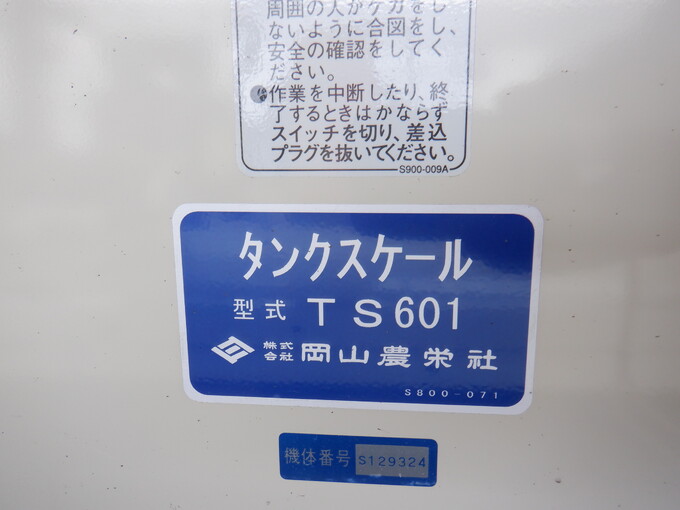 周囲の人がケガをし
ないように合図をし、
安全の確認をしてく
ださい。
●作業を中断したり、終
了するときはかならず
スイッチを切り、差込
プラグを抜いてください。
S900-009A
タンクスケール
型式 TS601
株式会社 岡山農栄社
S800-071
機体番号 S129324